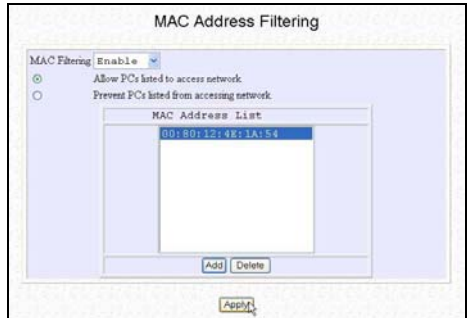 MAC Address Filtering
MAC Filtering Enable
Allow PCs listed to access network.
Prevent PCs listed from accessing network.
MAC Address List
00:80:12:4E:1A:54
Add Delete
Apply